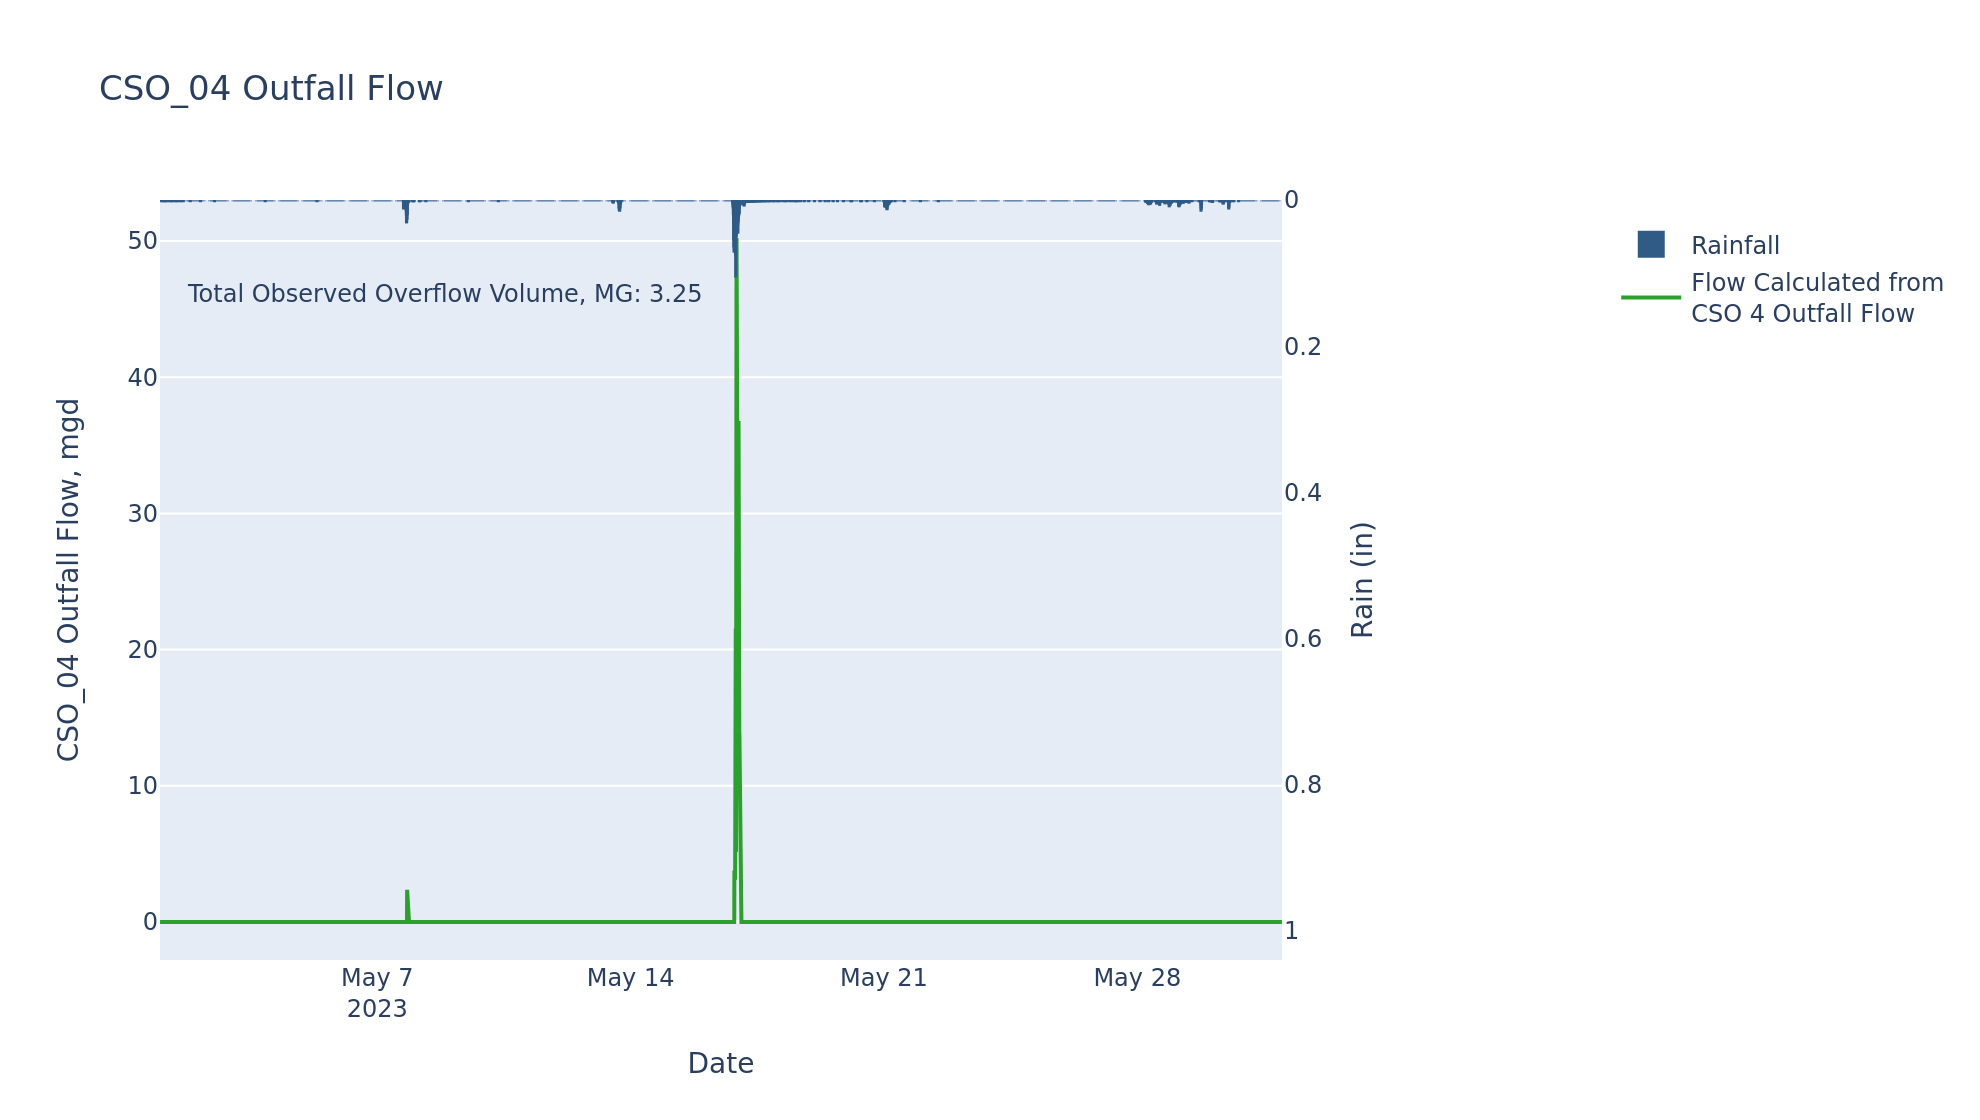 CSO_04 Outfall Flow
Total Observed Overflow Volume, MG: 3.25
CSO_04 Outfall Flow, mgd
50
40
30
20
10
0
0
0.2
0.4
0.6
0.8
1
Rain (in)
May 7
2023
May 14
May 21
May 28
Date
Rainfall
Flow Calculated from
CSO 4 Outfall Flow